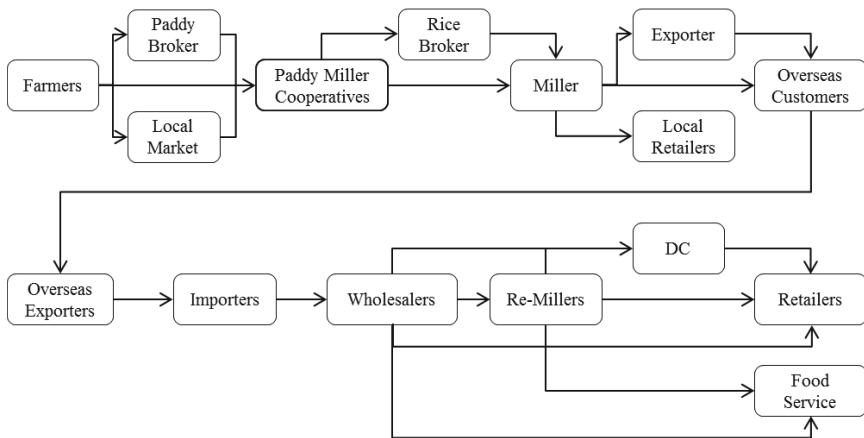 Paddy
Broker
Rice
Broker
Exporter
Farmers
Paddy Miller
Cooperatives
Miller
Overseas
Customers
Local
Market
Local
Retailers
DC
Overseas
Exporters
Importers
Wholesalers
Re-Millers
Retailers
Food
Service